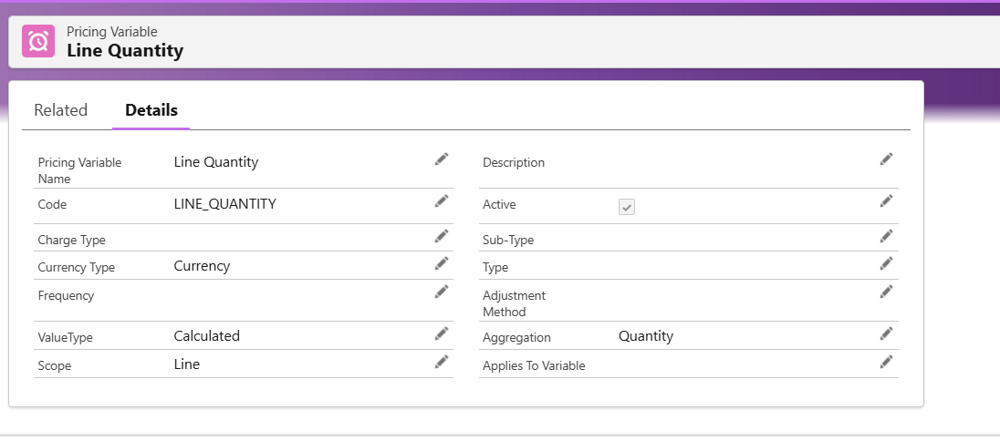 Pricing Variable
Line Quantity
Related Details
Pricing Variable Name Line Quantity
Description
Code LINE_QUANTITY
Active
Charge Type
Sub-Type
Currency Type Currency
Type
Frequency
Adjustment Method
ValueType Calculated
Aggregation Quantity
Scope Line
Applies To Variable